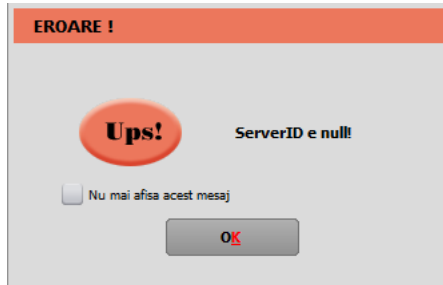 EROARE !
Ups!
ServerID e null!
Nu mai afisa acest mesaj
OK